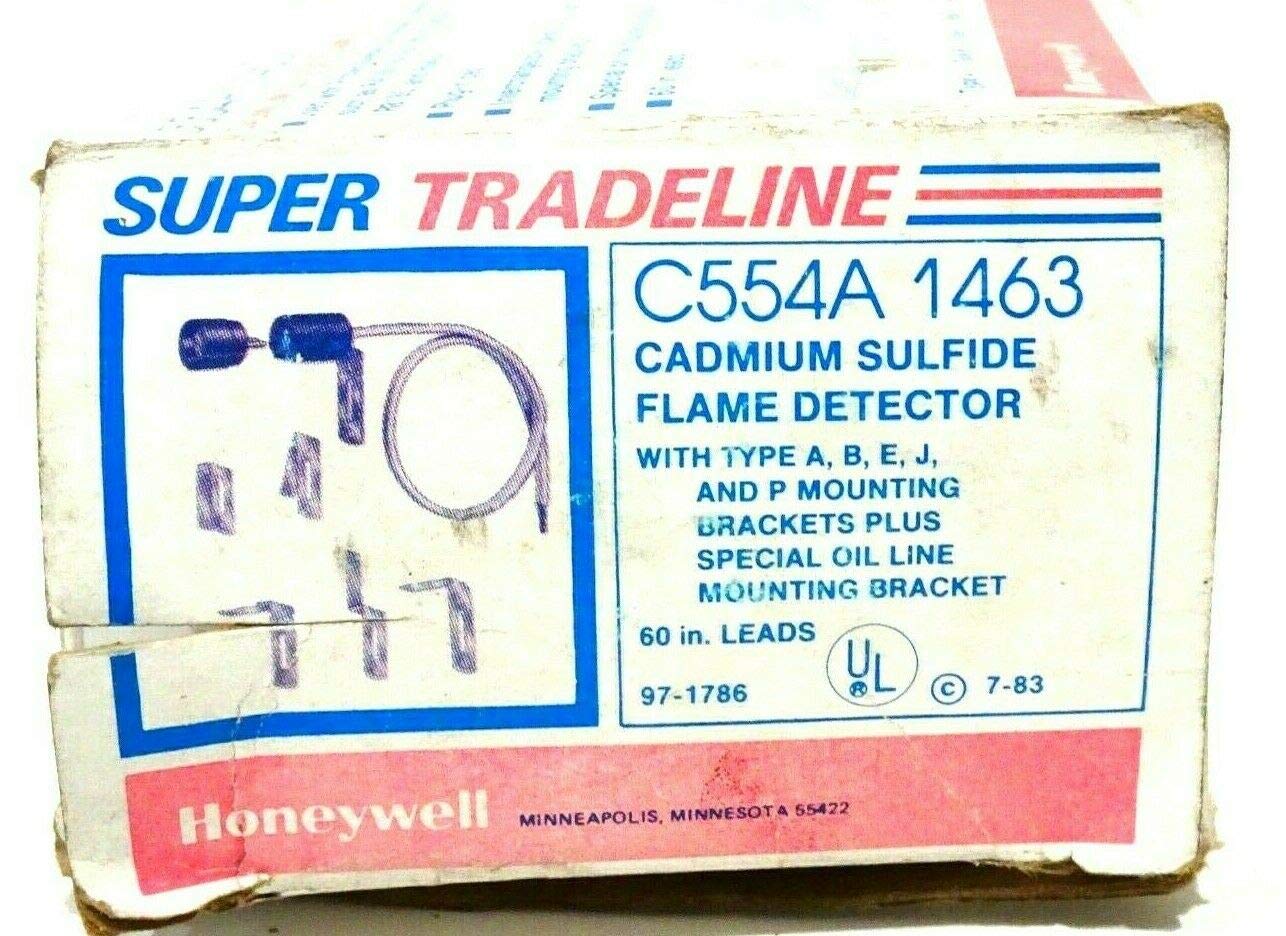 SUPER TRADELINE
C554A 1463
CADMIUM SULFIDE
FLAME DETECTOR
WITH TYPE A, B, E, J,
AND P MOUNTING
BRACKETS PLUS
SPECIAL OIL LINE
MOUNTING BRACKET
60 in. LEADS
UL ®
97-1786
© 7-83
Honeywell MINNEAPOLIS, MINNESOTA 55422